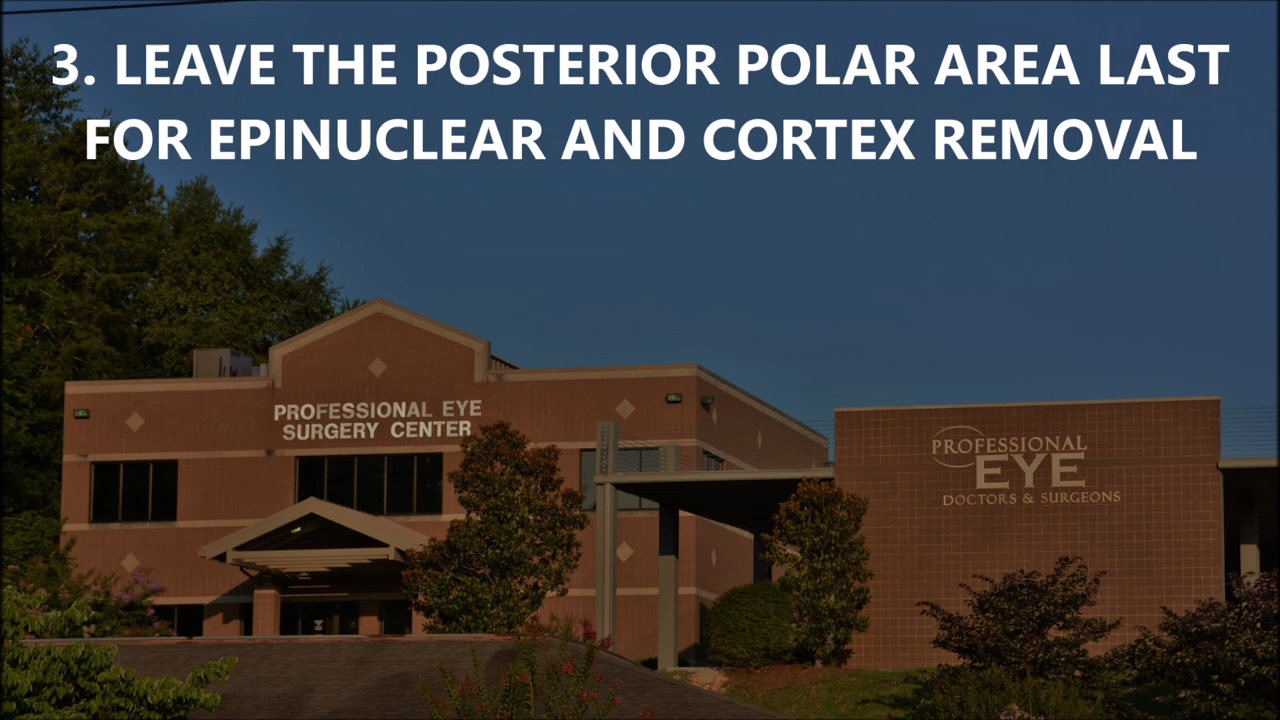 3. LEAVE THE POSTERIOR POLAR AREA LAST
FOR EPINUCLEAR AND CORTEX REMOVAL
PROFESSIONAL EYE
SURGERY CENTER
PROFESSIONAL
EYE
DOCTORS & SURGEONS